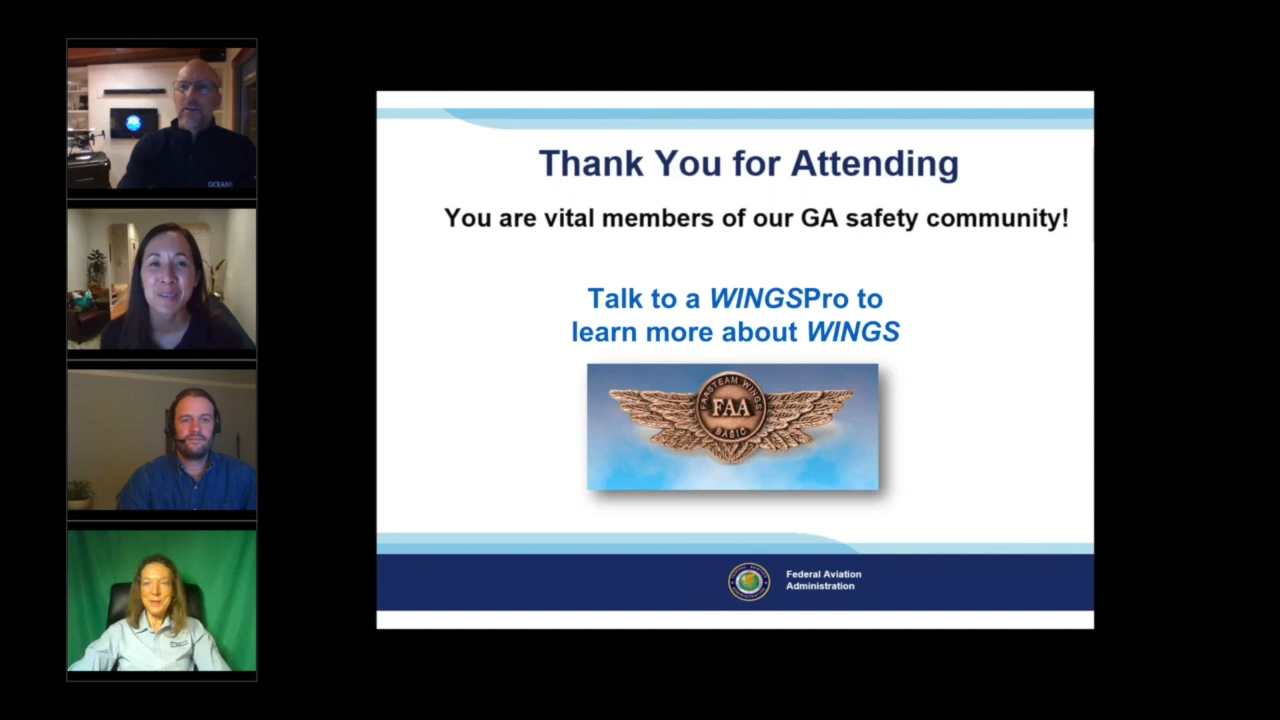 Thank You for Attending
You are vital members of our GA safety community!
Talk to a WINGSPro to
learn more about WINGS
FAASTEAM WINGS
FAA
BASIC
Federal Aviation
Administration